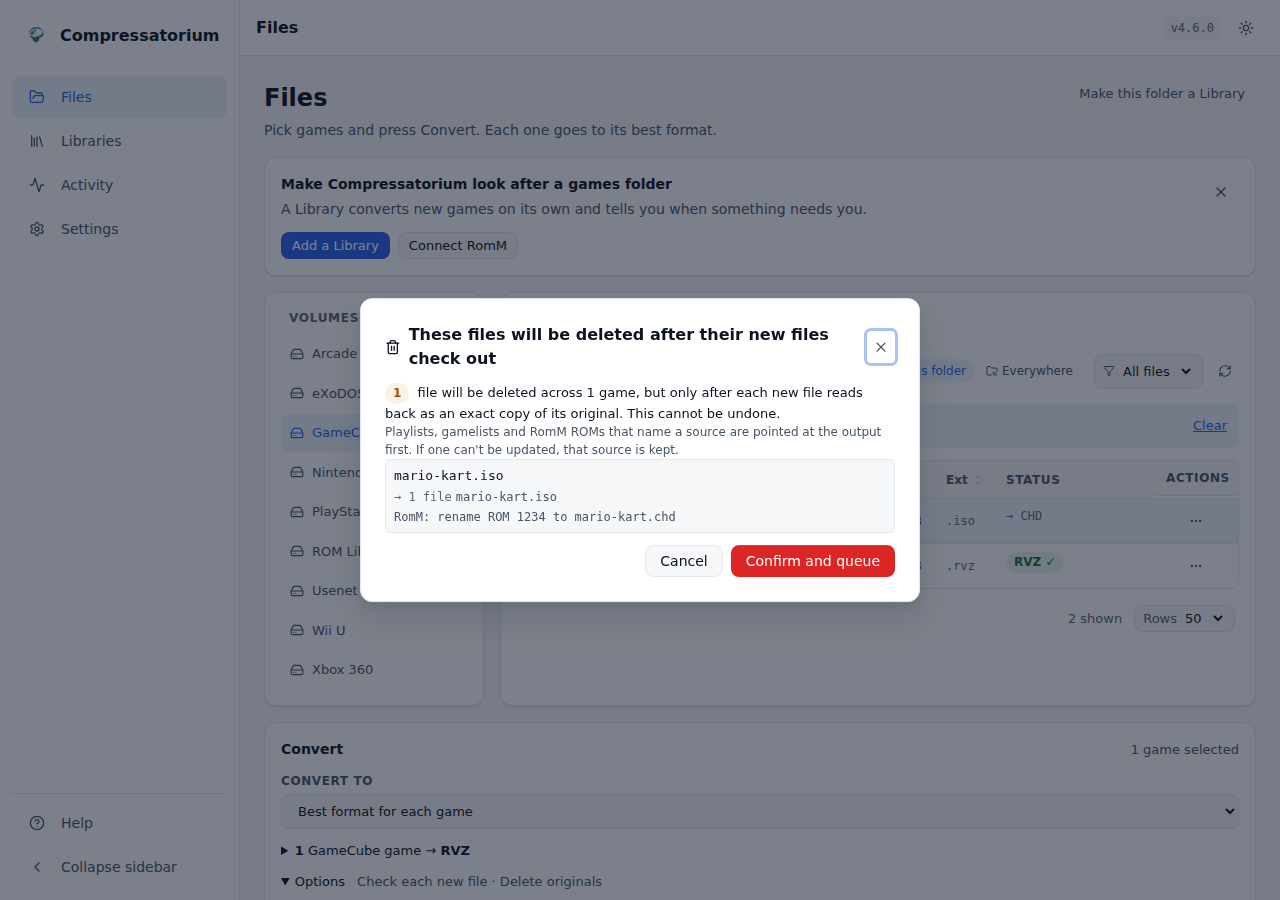 Compressatorium
Files
v4.6.0
Files
Libraries
Activity
Settings
Help
Collapse sidebar
Files
Make this folder a Library
Pick games and press Convert. Each one goes to its best format.
Make Compressatorium look after a games folder
A Library converts new games on its own and tells you when something needs you.
Add a Library
Connect RomM
VOLUMES
Arcade
GameC
Ninten
PlaySta
ROM Li
Usenet
Wii U
Xbox 360
folder
Everywhere
All files
Clear
Ext
STATUS
ACTIONS
.iso
→ CHD
.rvz
RVZ ✓
2 shown
Rows 50
These files will be deleted after their new files
check out
1 file will be deleted across 1 game, but only after each new file reads
back as an exact copy of its original. This cannot be undone.
Playlists, gamelists and RomM ROMs that name a source are pointed at the output
first. If one can't be updated, that source is kept.
mario-kart.iso
→ 1 file mario-kart.iso
RomM: rename ROM 1234 to mario-kart.chd
Cancel
Confirm and queue
Convert
1 game selected
CONVERT TO
Best format for each game
1 GameCube game → RVZ
Options Check each new file · Delete originals